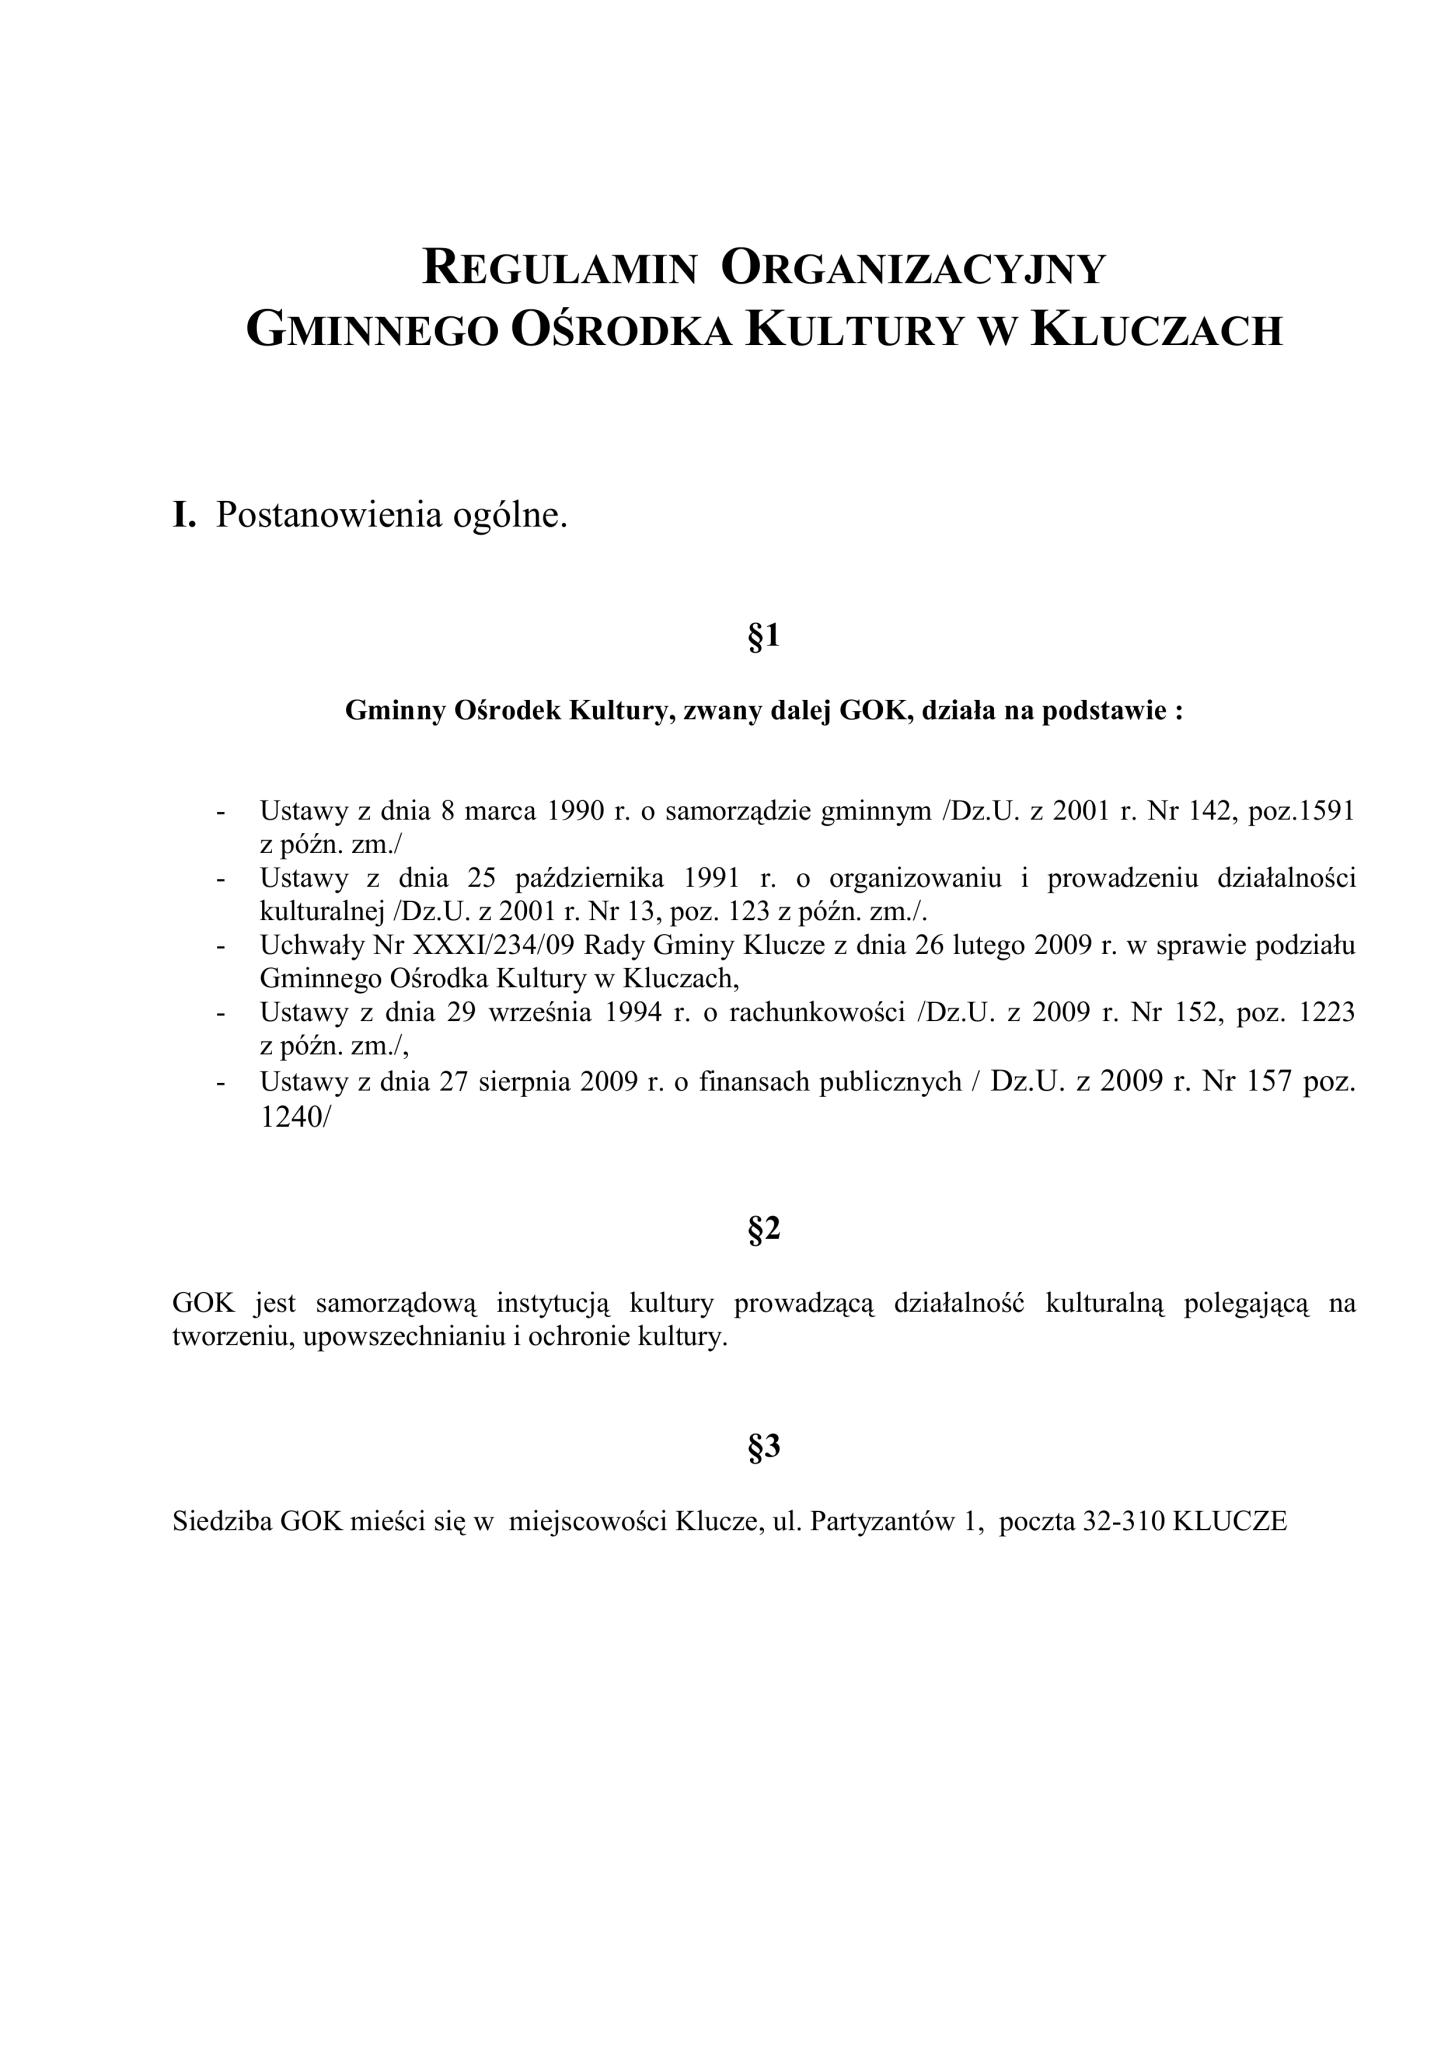 REGULAMIN ORGANIZACYJNY
GMINNEGO OŚRODKA KULTURY W KLUCZACH
I. Postanowienia ogólne.
§1
Gminny Ośrodek Kultury, zwany dalej GOK, działa na podstawie :
- Ustawy z dnia 8 marca 1990 r. o samorządzie gminnym /Dz.U. z 2001 r. Nr 142, poz.1591
z późn. zm./
- Ustawy z dnia 25 października 1991 r. o organizowaniu i prowadzeniu działalności
kulturalnej /Dz.U. z 2001 r. Nr 13, poz. 123 z późn. zm./.
- Uchwały Nr XXXI/234/09 Rady Gminy Klucze z dnia 26 lutego 2009 r. w sprawie podziału
Gminnego Ośrodka Kultury w Kluczach,
- Ustawy z dnia 29 września 1994 r. o rachunkowości /Dz.U. z 2009 r. Nr 152, poz. 1223
z późn. zm./,
- Ustawy z dnia 27 sierpnia 2009 r. o finansach publicznych / Dz.U. z 2009 r. Nr 157 poz.
1240/
§2
GOK jest samorządową instytucją kultury prowadzącą działalność kulturalną polegającą na
tworzeniu, upowszechnianiu i ochronie kultury.
§3
Siedziba GOK mieści się w miejscowości Klucze, ul. Partyzantów 1, poczta 32-310 KLUCZE